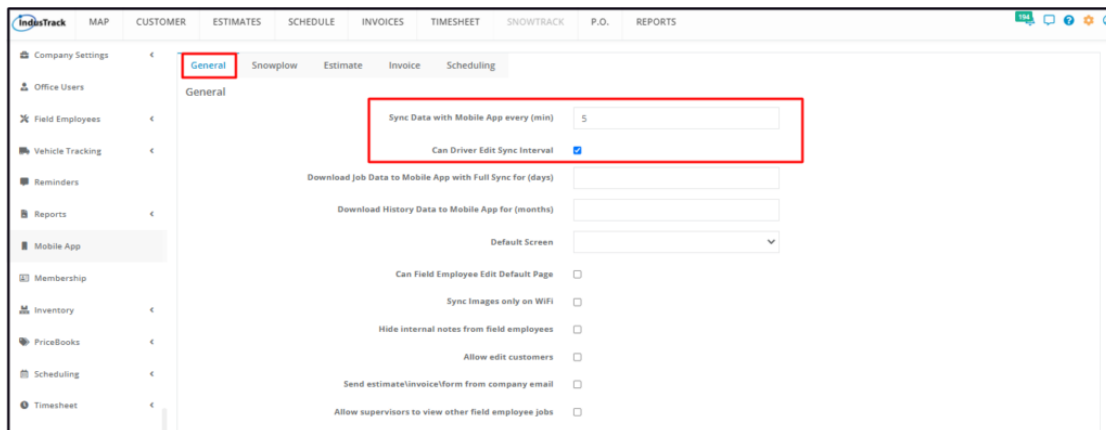 IndusTrack MAP CUSTOMER ESTIMATES SCHEDULE INVOICES TIMESHEET SNOWTRACK P.O. REPORTS 194
Company Settings
Office Users
Field Employees
Vehicle Tracking
Reminders
Reports
Mobile App
Membership
Inventory
PriceBooks
Scheduling
Timesheet
General Snowplow Estimate Invoice Scheduling
General
Sync Data with Mobile App every (min) 5
Can Driver Edit Sync Interval
Download Job Data to Mobile App with Full Sync for (days)
Download History Data to Mobile App for (months)
Default Screen
Can Field Employee Edit Default Page
Sync Images only on WiFi
Hide internal notes from field employees
Allow edit customers
Send estimate\invoice\form from company email
Allow supervisors to view other field employee jobs